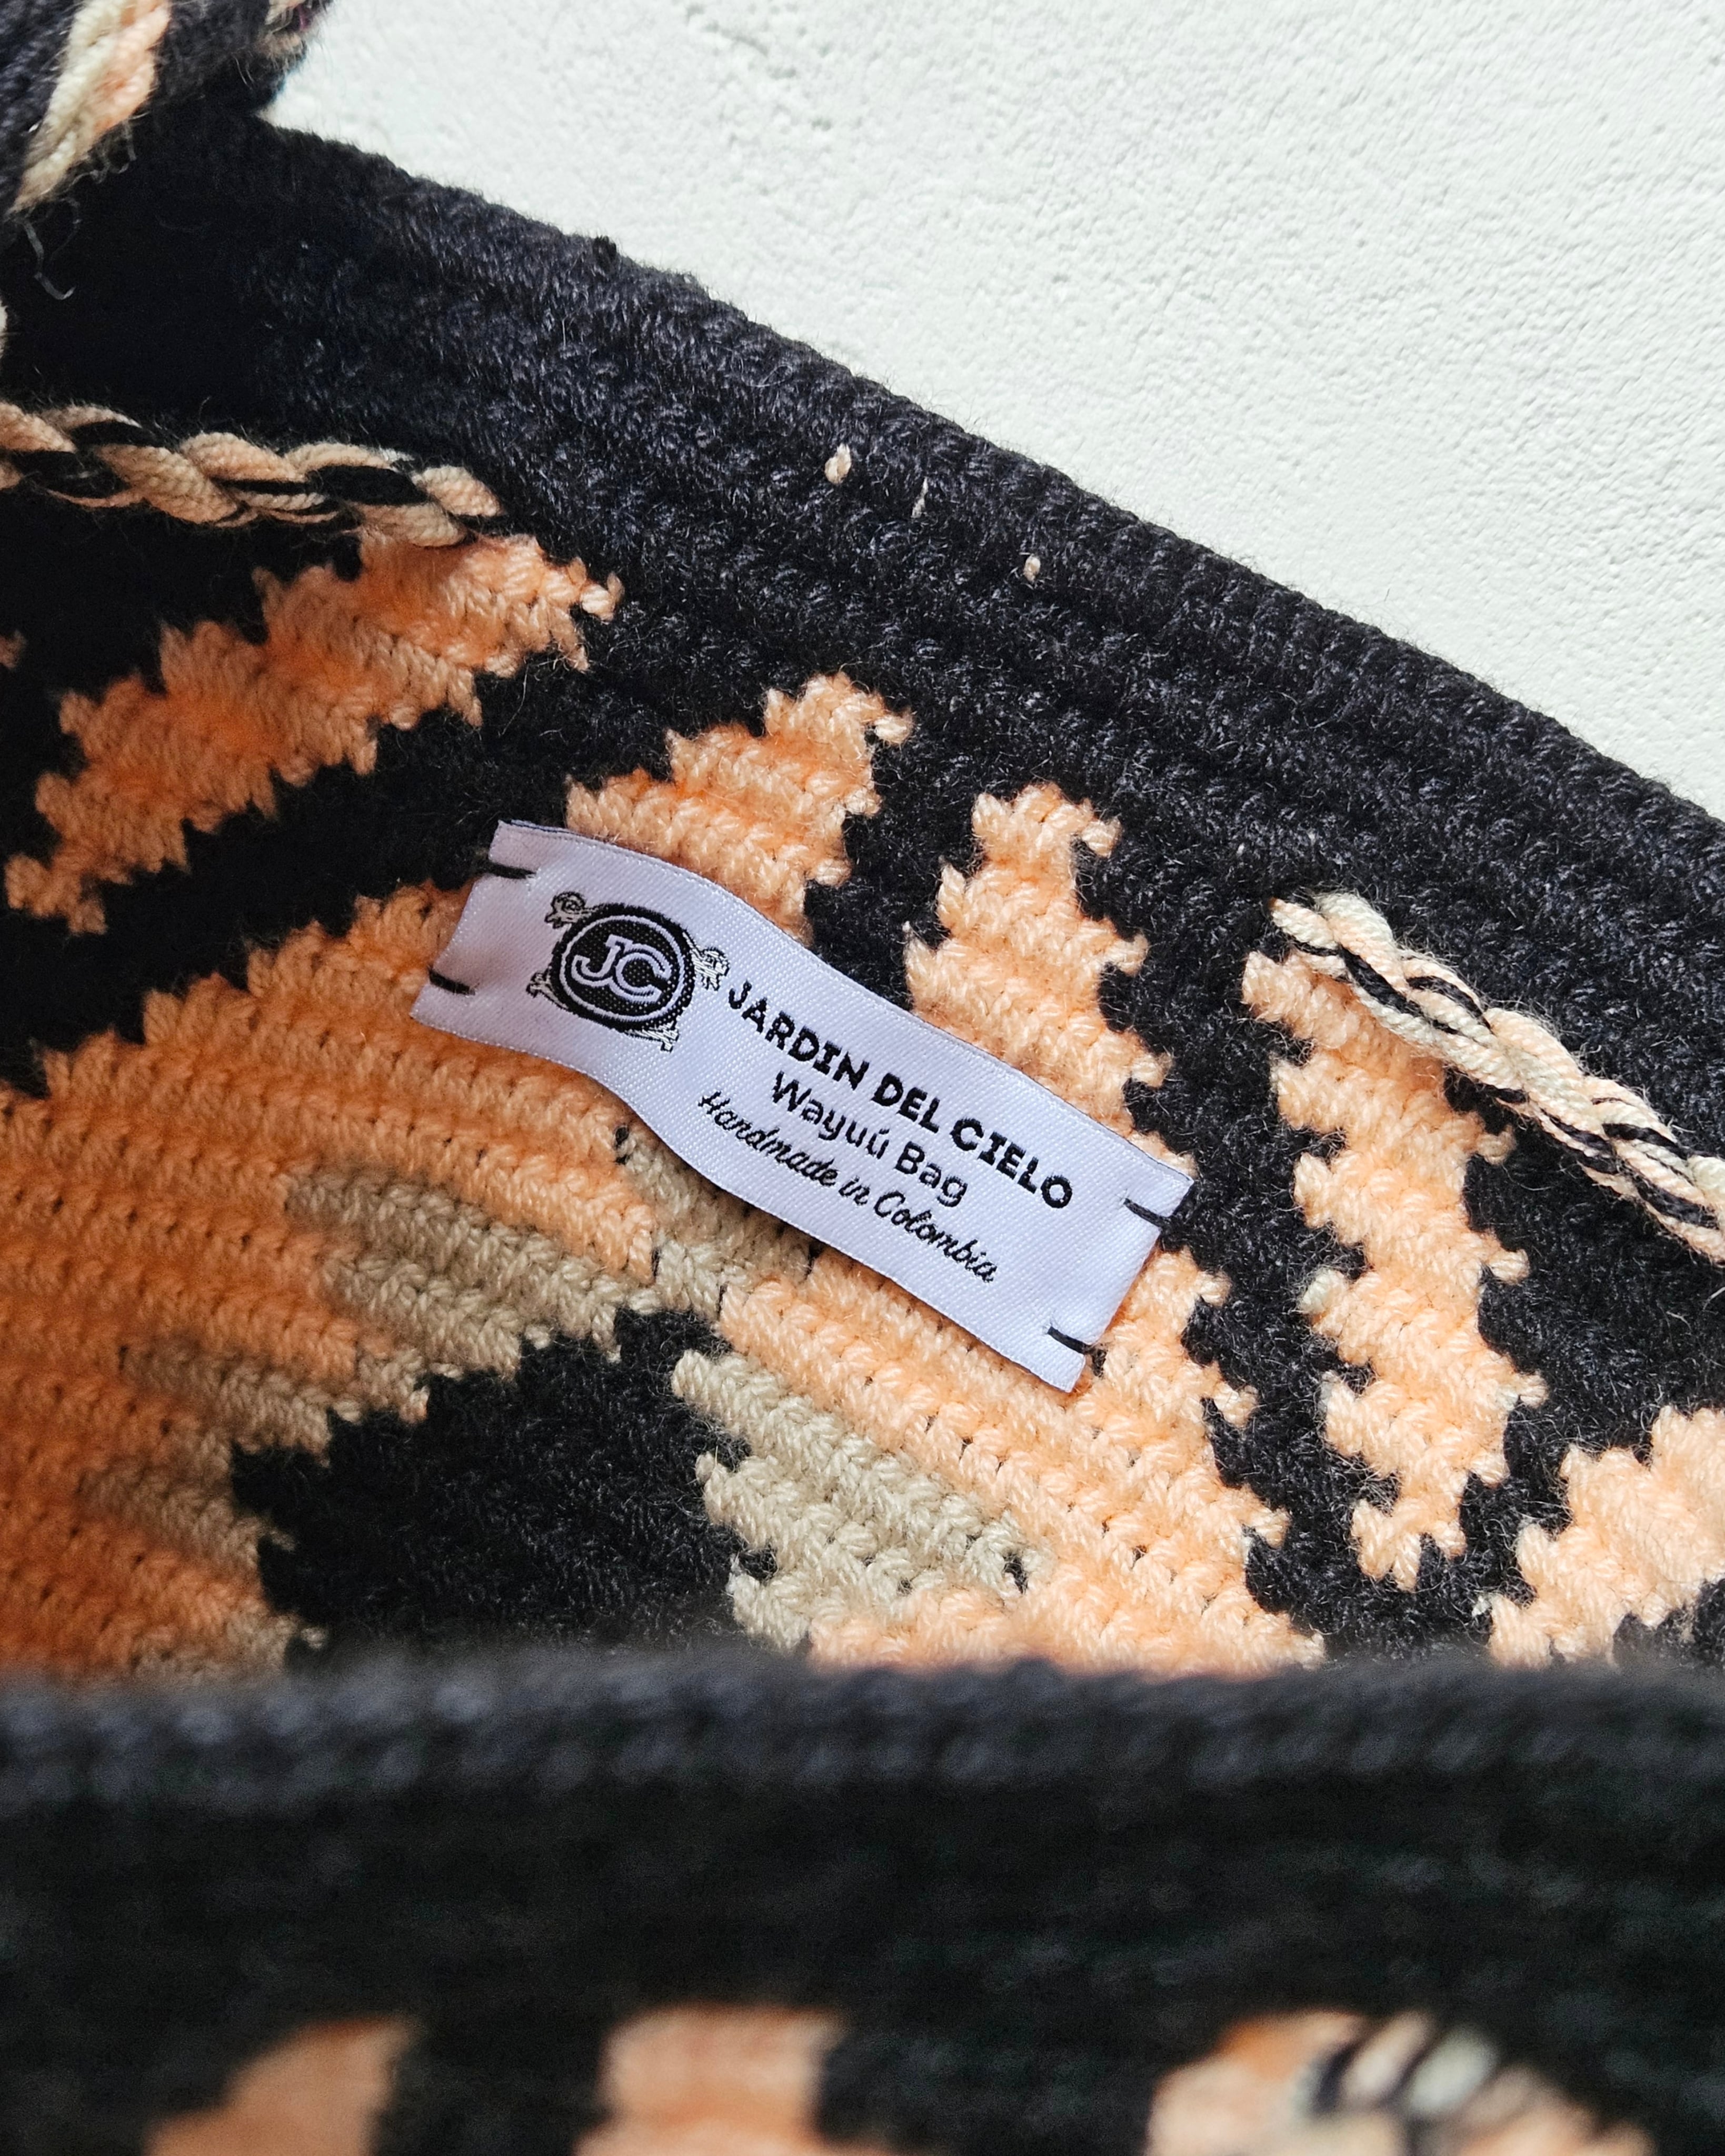 JC
JARDIN DEL CIELO
Wayuú Bag
Handmade in Colombia